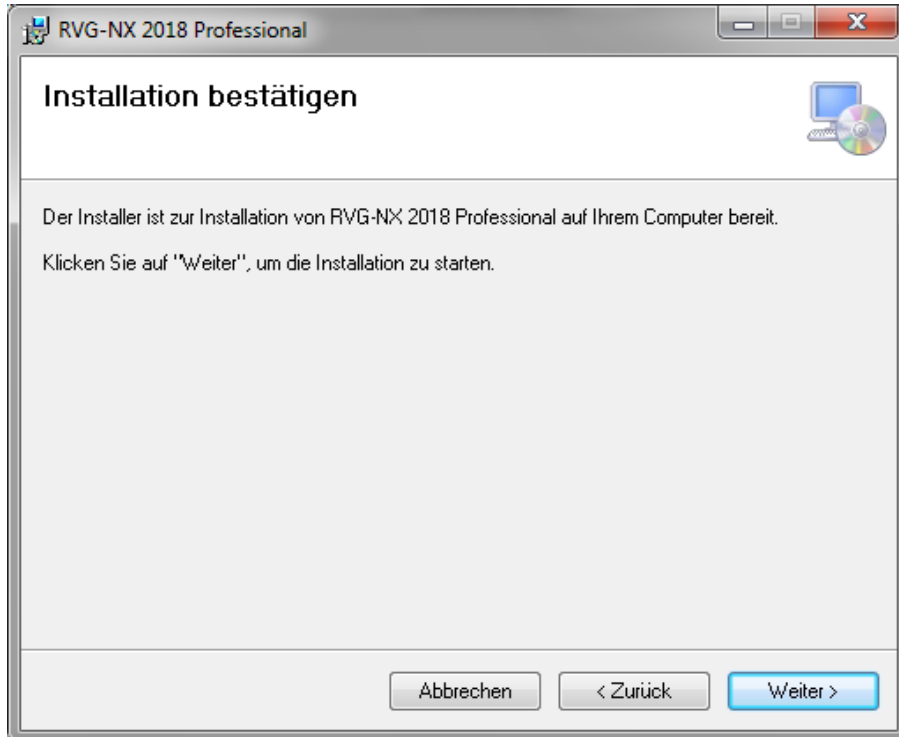 RVG-NX 2018 Professional
Installation bestätigen
Der Installer ist zur Installation von RVG-NX 2018 Professional auf Ihrem Computer bereit.
Klicken Sie auf "Weiter", um die Installation zu starten.
Abbrechen
< Zurück
Weiter >